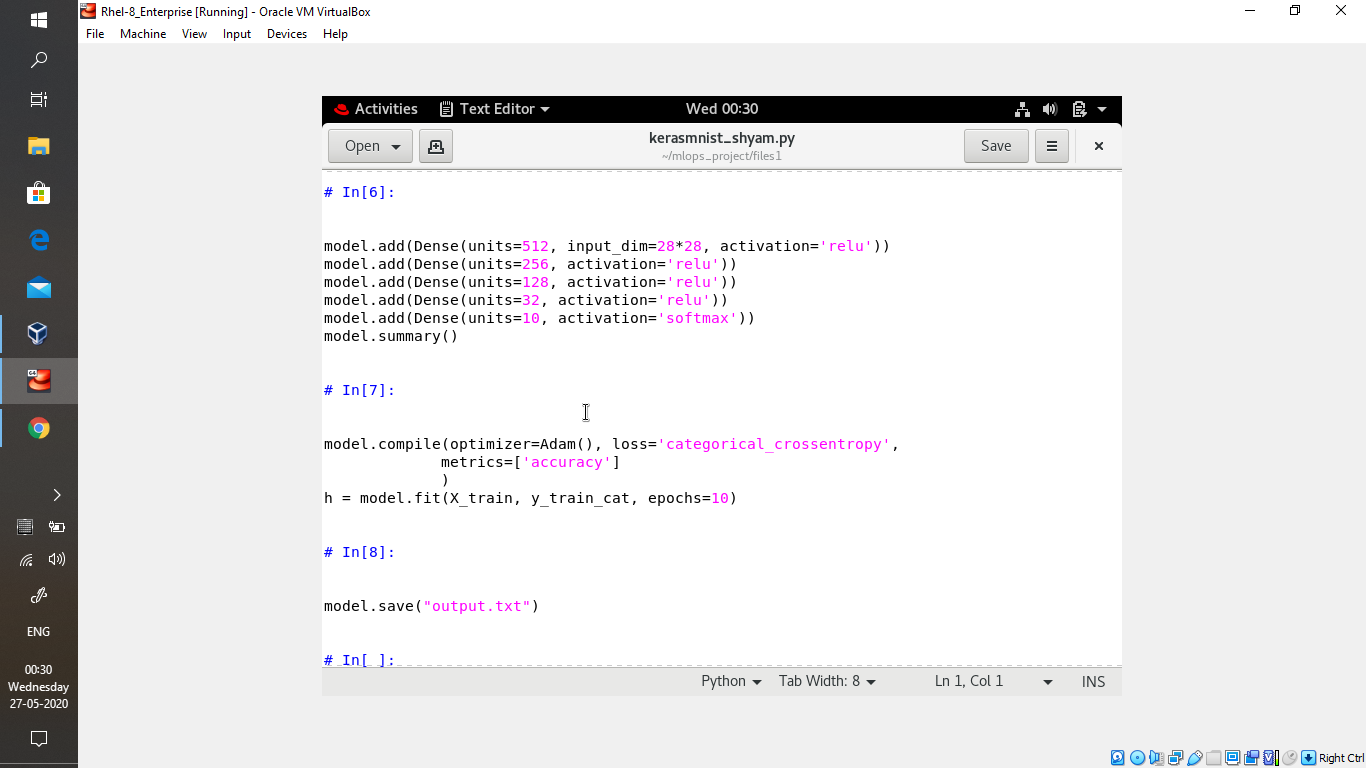 Rhel-8_Enterprise [Running] - Oracle VM VirtualBox
File Machine View Input Devices Help
Activities Text Editor Wed 00:30
Open kerasmnist_shyam.py Save
~/mlops_project/files1
# In[6]:
model.add(Dense(units=512, input_dim=28*28, activation='relu'))
model.add(Dense(units=256, activation='relu'))
model.add(Dense(units=128, activation='relu'))
model.add(Dense(units=32, activation='relu'))
model.add(Dense(units=10, activation='softmax'))
model.summary()
# In[7]:
model.compile(optimizer=Adam(), loss='categorical_crossentropy',
metrics=['accuracy']
)
h = model.fit(X_train, y_train_cat, epochs=10)
# In[8]:
model.save("output.txt")
# In[ ]:
Python Tab Width: 8 Ln 1, Col 1 INS
64
ENG
00:30
Wednesday
27-05-2020
Right Ctrl